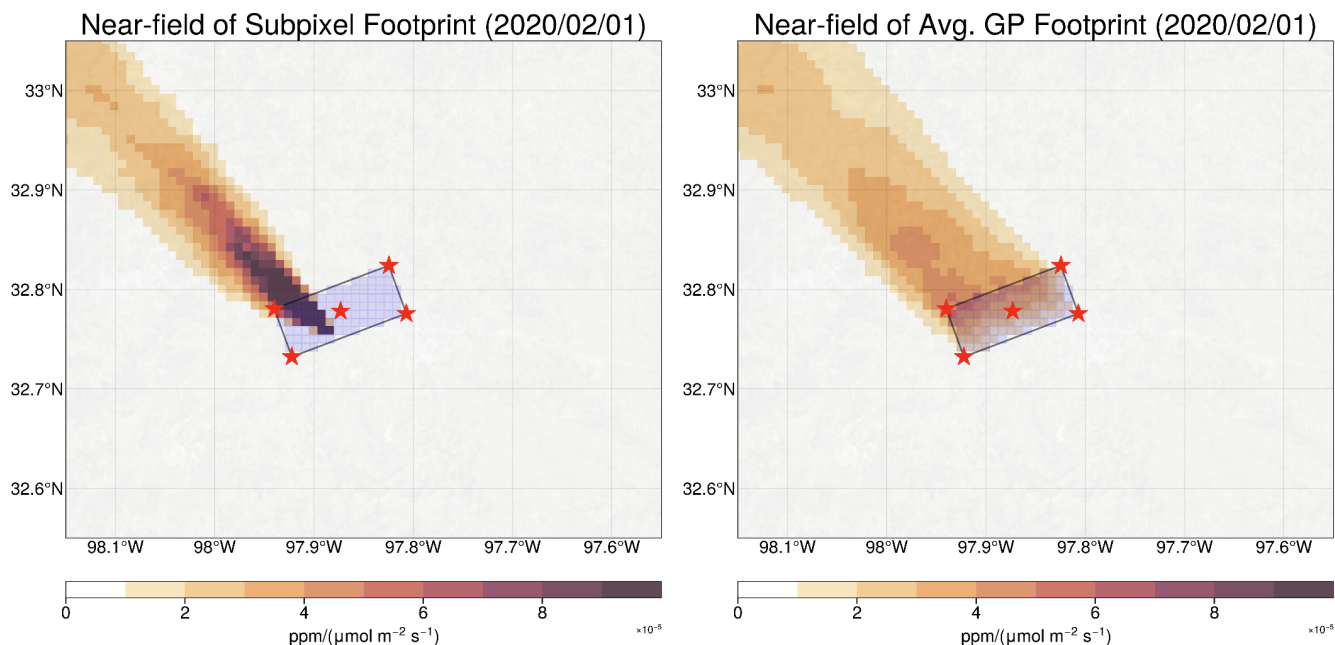 Near-field of Subpixel Footprint (2020/02/01)
33°N
32.9°N
32.8°N
32.7°N
32.6°N
98.1°W 98°W 97.9°W 97.8°W 97.7°W 97.6°W
0 2 4 6 8
×10⁻⁵
ppm/(μmol m⁻² s⁻¹)
Near-field of Avg. GP Footprint (2020/02/01)
33°N
32.9°N
32.8°N
32.7°N
32.6°N
98.1°W 98°W 97.9°W 97.8°W 97.7°W 97.6°W
0 2 4 6 8
×10⁻⁵
ppm/(μmol m⁻² s⁻¹)